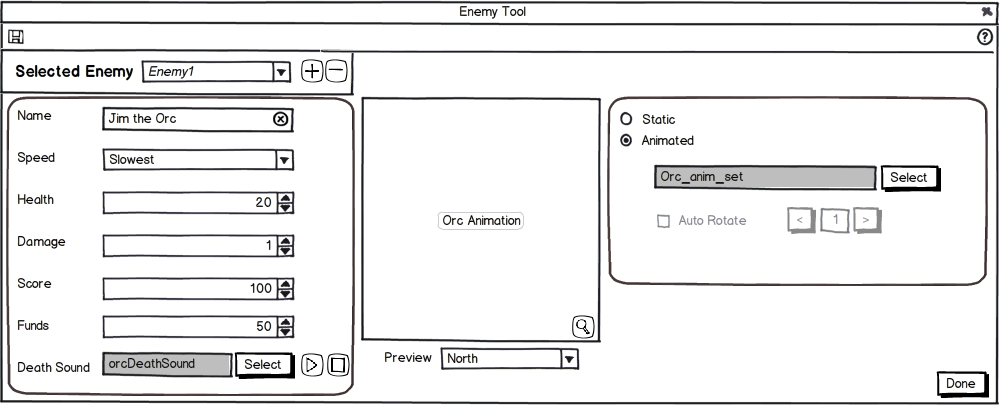 Enemy Tool
?
Selected Enemy Enemy1 + −
Name Jim the Orc
Speed Slowest
Health 20
Damage 1
Score 100
Funds 50
Death Sound orcDeathSound Select
Orc Animation
Preview North
Static
Animated
Orc_anim_set Select
Auto Rotate < 1 >
Done